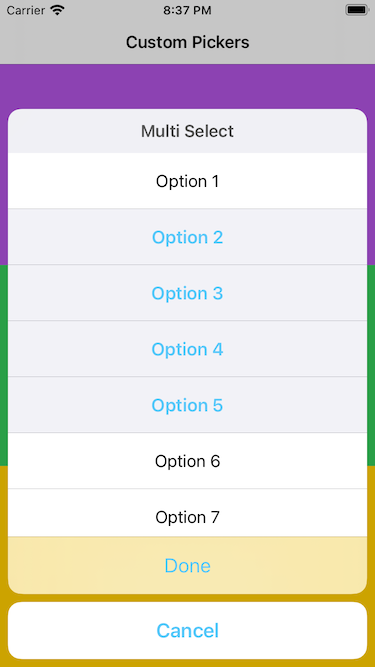 Carrier 8:37 PM
Custom Pickers
Multi Select
Option 1
Option 2
Option 3
Option 4
Option 5
Option 6
Option 7
Done
Cancel